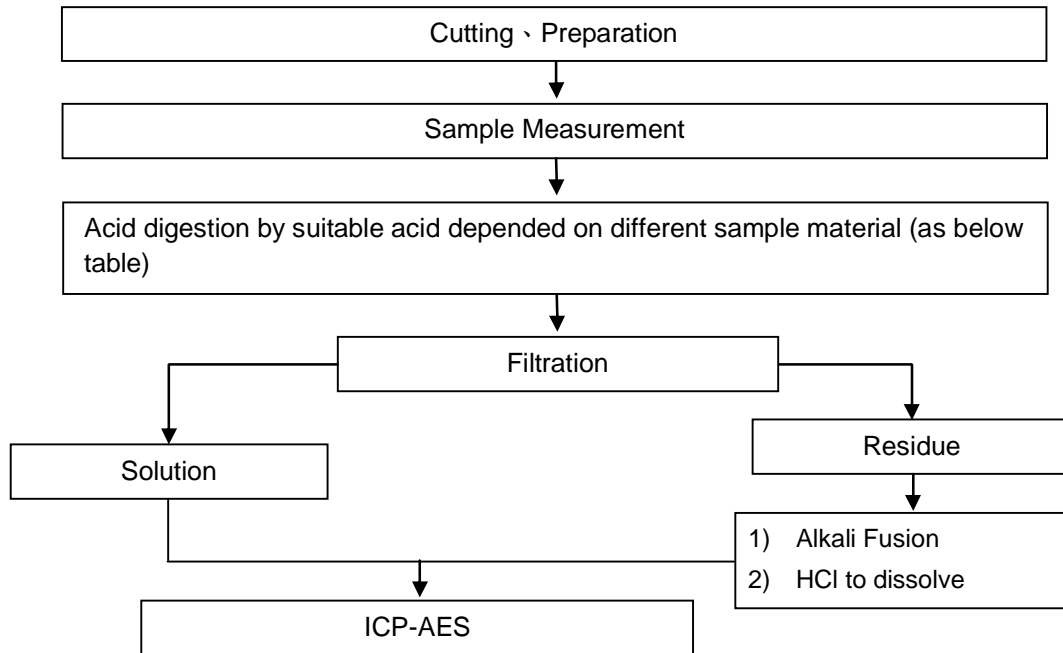 Cutting、Preparation
Sample Measurement
Acid digestion by suitable acid depended on different sample material (as below
table)
Filtration
Solution
Residue
1) Alkali Fusion
2) HCl to dissolve
ICP-AES